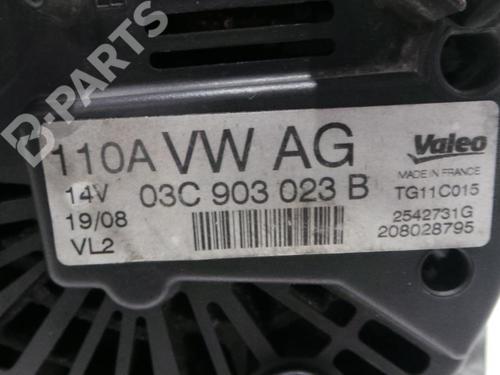 B-PARTS
110A VW AG
Valeo
MADE IN FRANCE
14V 03C 903 023 B
TG11C015
19/08
2542731G
VL2
208028795